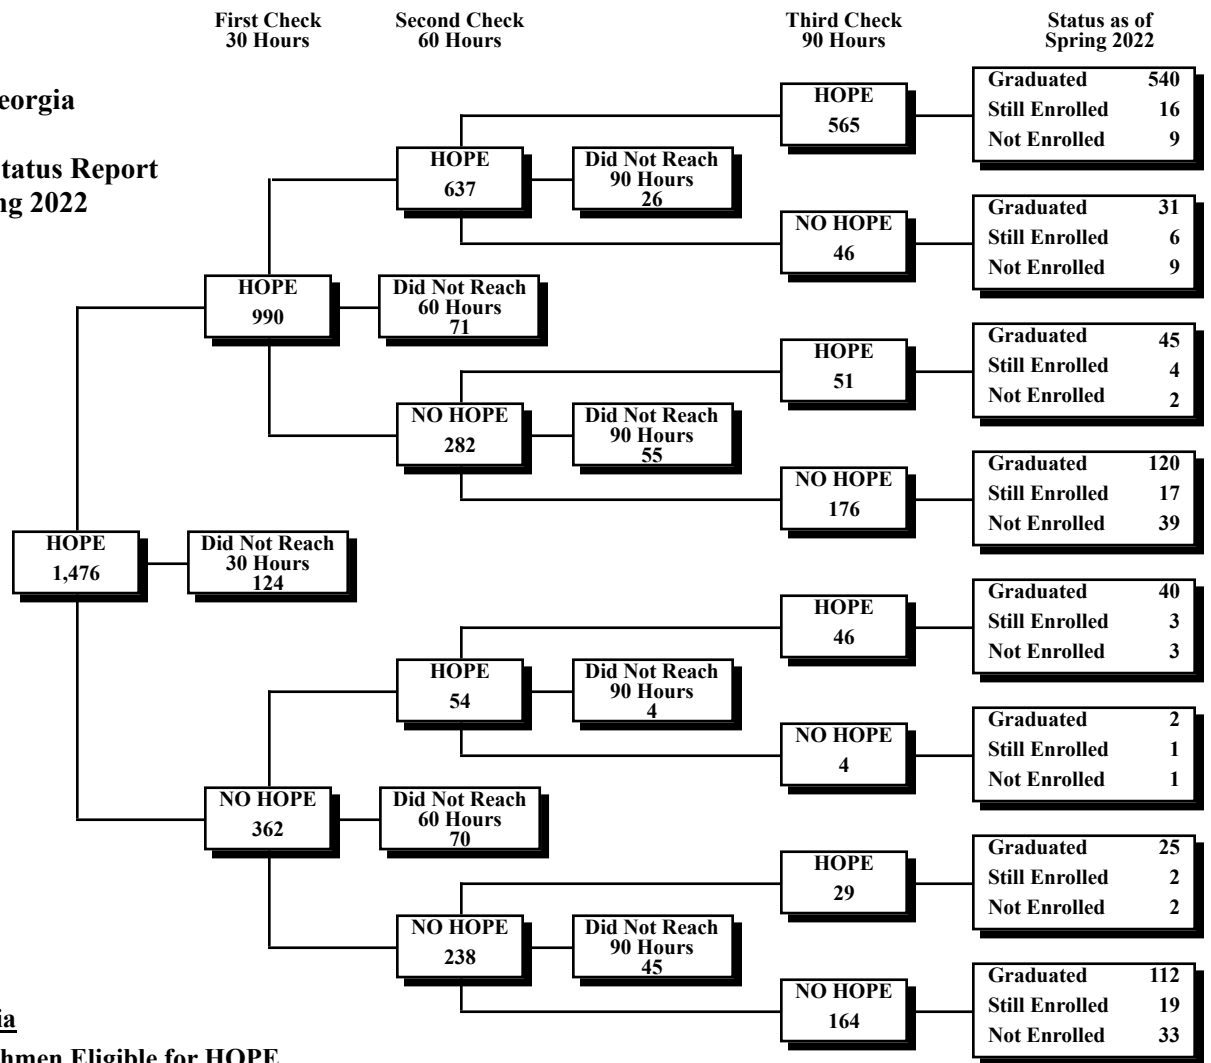 First Check
30 Hours
Second Check
60 Hours
Third Check
90 Hours
Status as of
Spring 2022
eorgia
tatus Report
ng 2022
HOPE
1,476
Did Not Reach
30 Hours
124
HOPE
990
Did Not Reach
60 Hours
71
NO HOPE
362
Did Not Reach
60 Hours
70
HOPE
637
Did Not Reach
90 Hours
26
NO HOPE
282
Did Not Reach
90 Hours
55
HOPE
54
Did Not Reach
90 Hours
4
NO HOPE
238
Did Not Reach
90 Hours
45
HOPE
565
Graduated 540
Still Enrolled 16
Not Enrolled 9
NO HOPE
46
Graduated 31
Still Enrolled 6
Not Enrolled 9
HOPE
51
Graduated 45
Still Enrolled 4
Not Enrolled 2
NO HOPE
176
Graduated 120
Still Enrolled 17
Not Enrolled 39
HOPE
46
Graduated 40
Still Enrolled 3
Not Enrolled 3
NO HOPE
4
Graduated 2
Still Enrolled 1
Not Enrolled 1
HOPE
29
Graduated 25
Still Enrolled 2
Not Enrolled 2
NO HOPE
164
Graduated 112
Still Enrolled 19
Not Enrolled 33
ia
hmen Eligible for HOPE